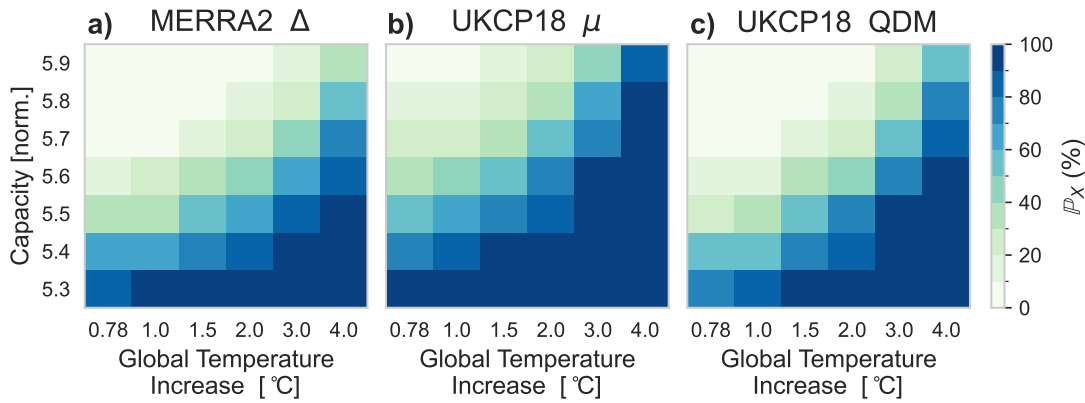 a) MERRA2 Δ
b) UKCP18 μ
c) UKCP18 QDM
Capacity [norm.]
5.9
5.8
5.7
5.6
5.5
5.4
5.3
0.78 1.0 1.5 2.0 3.0 4.0
0.78 1.0 1.5 2.0 3.0 4.0
0.78 1.0 1.5 2.0 3.0 4.0
Global Temperature
Increase [℃]
Global Temperature
Increase [℃]
Global Temperature
Increase [℃]
100
80
60
40
20
0
ℙX (%)